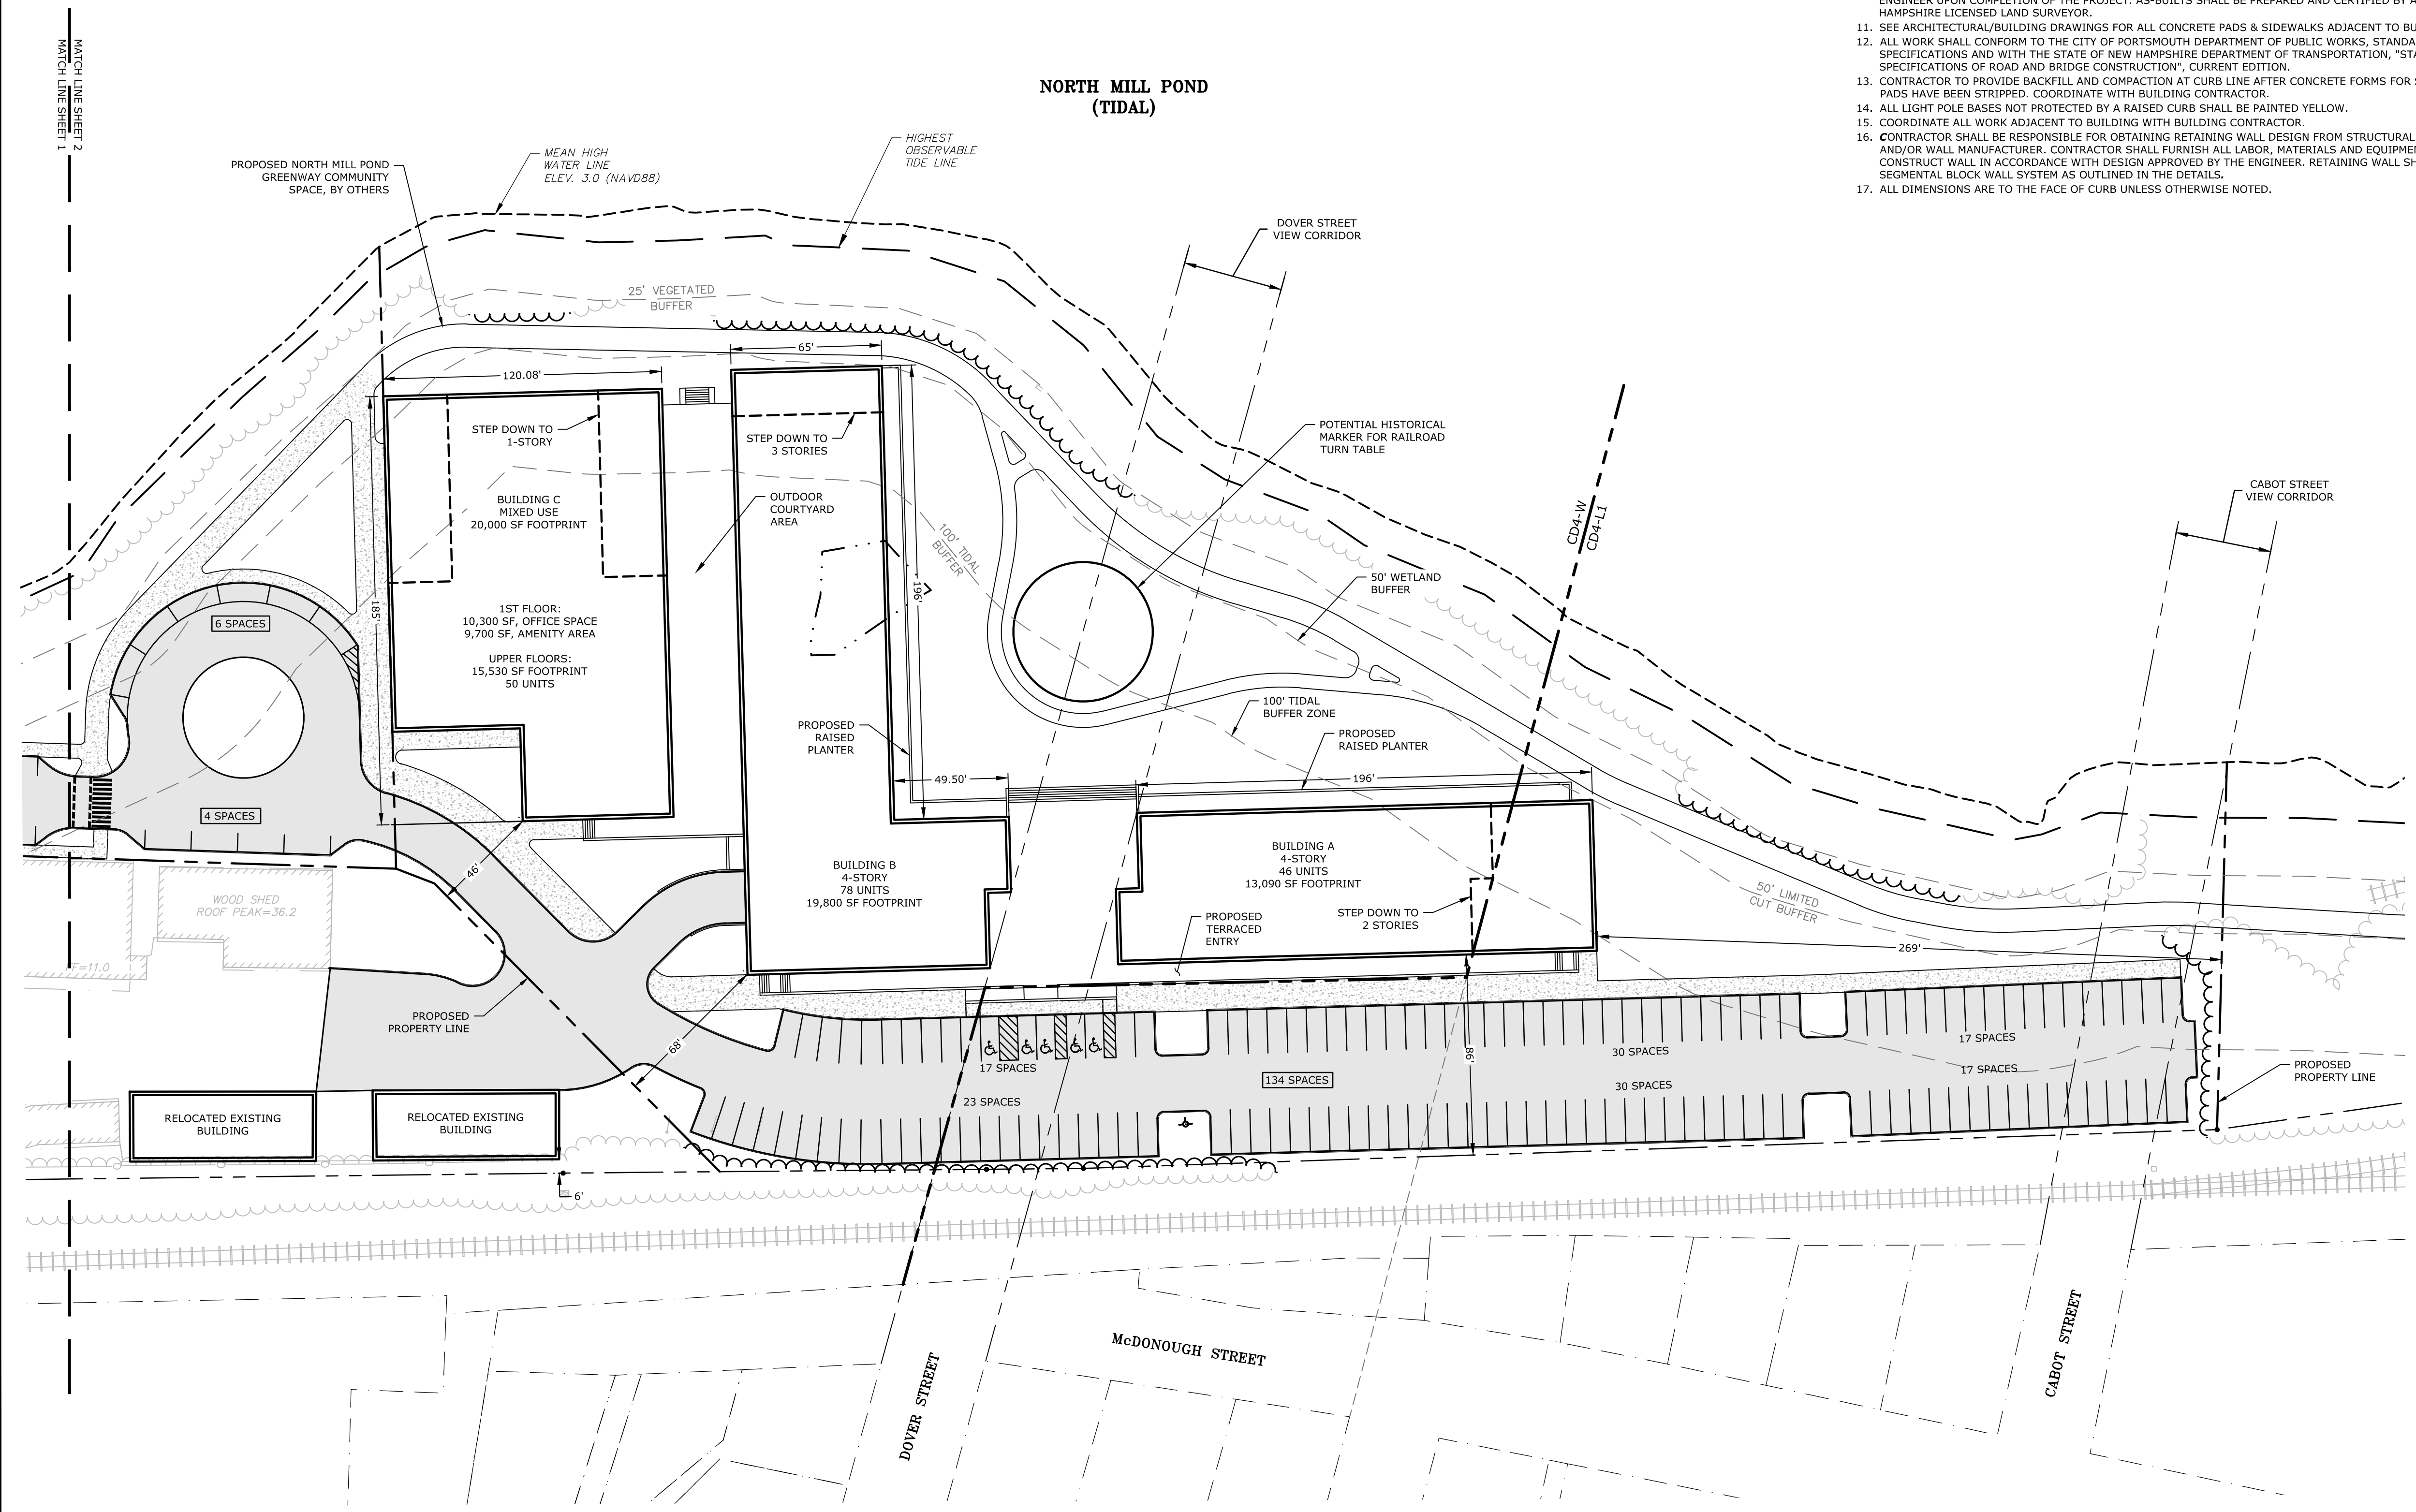 MATCH LINE SHEET 2
MATCH LINE SHEET 1
ENGINEER UPON COMPLETION OF THE PROJECT. AS-BUILTS SHALL BE PREPARED AND CERTIFIED BY A
HAMPSHIRE LICENSED LAND SURVEYOR.
11. SEE ARCHITECTURAL/BUILDING DRAWINGS FOR ALL CONCRETE PADS & SIDEWALKS ADJACENT TO BU
12. ALL WORK SHALL CONFORM TO THE CITY OF PORTSMOUTH DEPARTMENT OF PUBLIC WORKS, STANDA
SPECIFICATIONS AND WITH THE STATE OF NEW HAMPSHIRE DEPARTMENT OF TRANSPORTATION, "STA
SPECIFICATIONS OF ROAD AND BRIDGE CONSTRUCTION", CURRENT EDITION.
13. CONTRACTOR TO PROVIDE BACKFILL AND COMPACTION AT CURB LINE AFTER CONCRETE FORMS FOR S
PADS HAVE BEEN STRIPPED. COORDINATE WITH BUILDING CONTRACTOR.
14. ALL LIGHT POLE BASES NOT PROTECTED BY A RAISED CURB SHALL BE PAINTED YELLOW.
15. COORDINATE ALL WORK ADJACENT TO BUILDING WITH BUILDING CONTRACTOR.
16. CONTRACTOR SHALL BE RESPONSIBLE FOR OBTAINING RETAINING WALL DESIGN FROM STRUCTURAL
AND/OR WALL MANUFACTURER. CONTRACTOR SHALL FURNISH ALL LABOR, MATERIALS AND EQUIPMEN
CONSTRUCT WALL IN ACCORDANCE WITH DESIGN APPROVED BY THE ENGINEER. RETAINING WALL SH
SEGMENTAL BLOCK WALL SYSTEM AS OUTLINED IN THE DETAILS.
17. ALL DIMENSIONS ARE TO THE FACE OF CURB UNLESS OTHERWISE NOTED.
NORTH MILL POND
(TIDAL)
PROPOSED NORTH MILL POND
GREENWAY COMMUNITY
SPACE, BY OTHERS
MEAN HIGH
WATER LINE
ELEV. 3.0 (NAVD88)
HIGHEST
OBSERVABLE
TIDE LINE
DOVER STREET
VIEW CORRIDOR
25' VEGETATED
BUFFER
65'
120.08'
STEP DOWN TO
1-STORY
STEP DOWN TO
3 STORIES
POTENTIAL HISTORICAL
MARKER FOR RAILROAD
TURN TABLE
CABOT STREET
VIEW CORRIDOR
BUILDING C
MIXED USE
20,000 SF FOOTPRINT
OUTDOOR
COURTYARD
AREA
100' TIDAL
BUFFER
CD4-W
CD4-L1
50' WETLAND
BUFFER
196'
185'
1ST FLOOR:
10,300 SF, OFFICE SPACE
9,700 SF, AMENITY AREA
UPPER FLOORS:
15,530 SF FOOTPRINT
50 UNITS
6 SPACES
100' TIDAL
BUFFER ZONE
PROPOSED
RAISED
PLANTER
PROPOSED
RAISED PLANTER
49.50'
196'
4 SPACES
46'
BUILDING B
4-STORY
78 UNITS
19,800 SF FOOTPRINT
BUILDING A
4-STORY
46 UNITS
13,090 SF FOOTPRINT
WOOD SHED
ROOF PEAK=36.2
50' LIMITED
CUT BUFFER
PROPOSED
TERRACED
ENTRY
STEP DOWN TO
2 STORIES
269'
F=11.0
PROPOSED
PROPERTY LINE
68'
86'
17 SPACES
30 SPACES
17 SPACES
134 SPACES
23 SPACES
30 SPACES
17 SPACES
PROPOSED
PROPERTY LINE
RELOCATED EXISTING
BUILDING
RELOCATED EXISTING
BUILDING
6'
McDONOUGH STREET
DOVER STREET
CABOT STREET